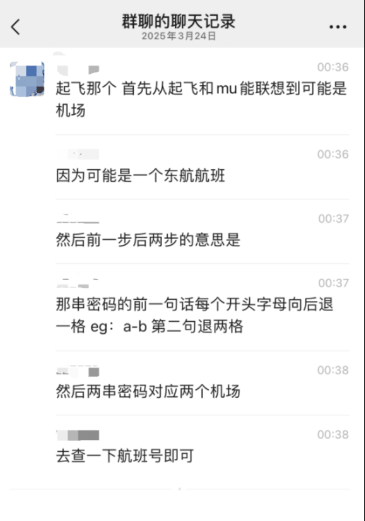 群聊的聊天记录
2025年3月24日
00:36
起飞那个 首先从起飞和mu能联想到可能是
机场
00:36
因为可能是一个东航航班
00:37
然后前一步后两步的意思是
00:37
那串密码的前一句话每个开头字母向后退
一格 eg：a-b 第二句退两格
00:38
然后两串密码对应两个机场
00:38
去查一下航班号即可